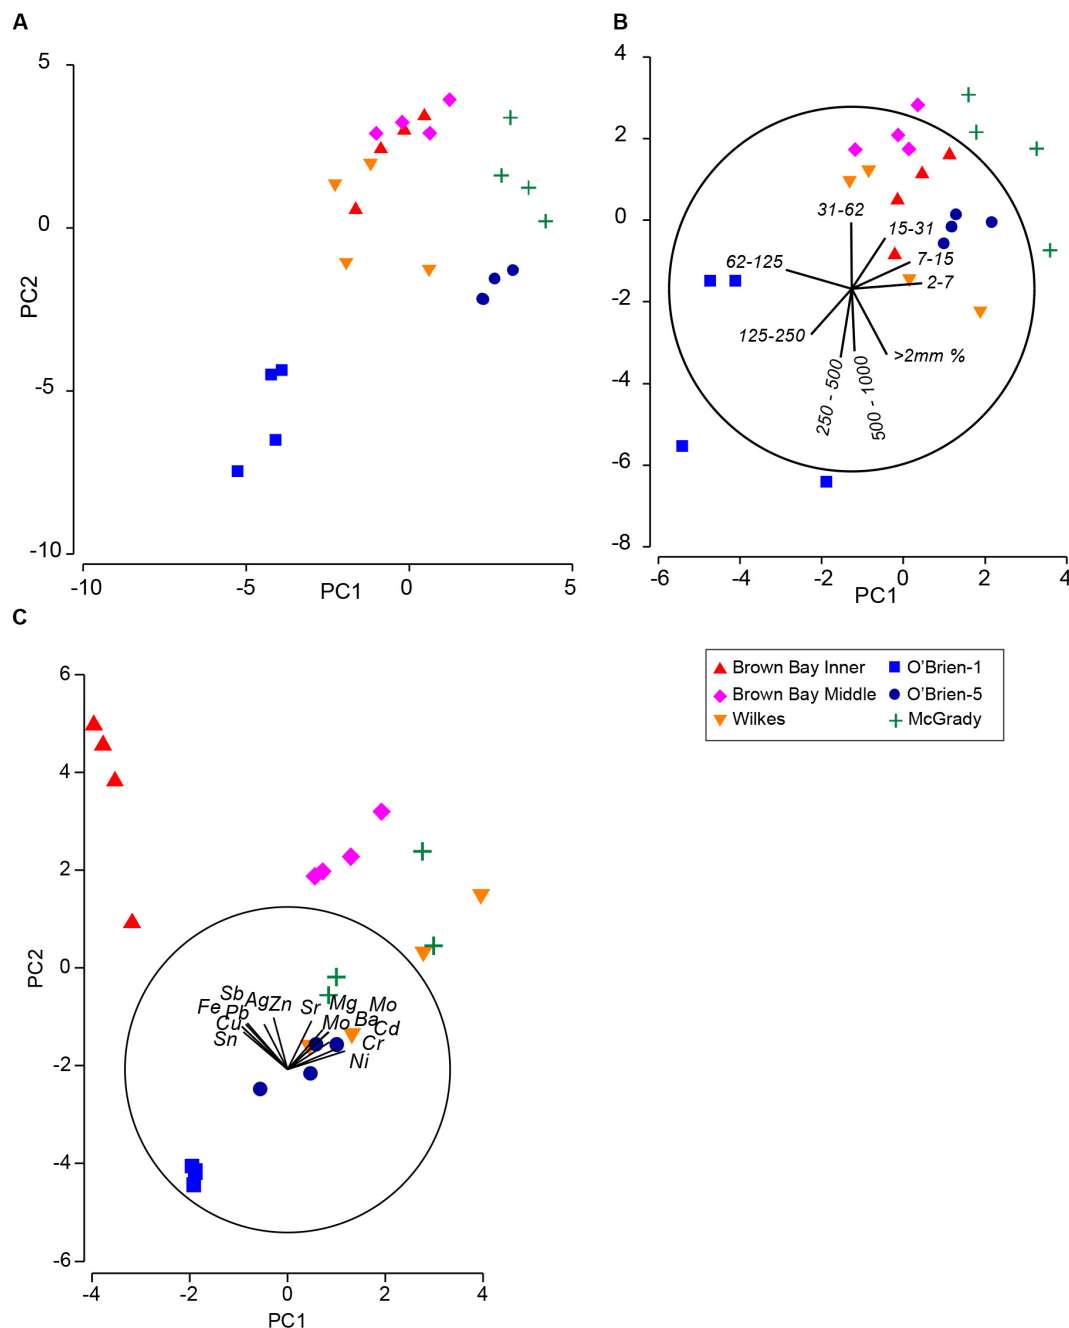 A
5
0
-5
-10
PC2
-10
-5
0
5
PC1
B
4
2
0
-2
-4
-6
-8
31-62
15-31
7-15
62-125
2-7
125-250
>2mm %
250 - 500
500 - 1000
-6
-4
-2
0
2
4
PC1
C
6
4
2
0
-2
-4
-6
PC2
Sb
Ag
Zn
Sr
Mg
Mo
Fe
Pb
Cu
Mo
Ba
Cd
Sn
Cr
Ni
-4
-2
0
2
4
PC1
Brown Bay Inner
O'Brien-1
Brown Bay Middle
O'Brien-5
Wilkes
McGrady